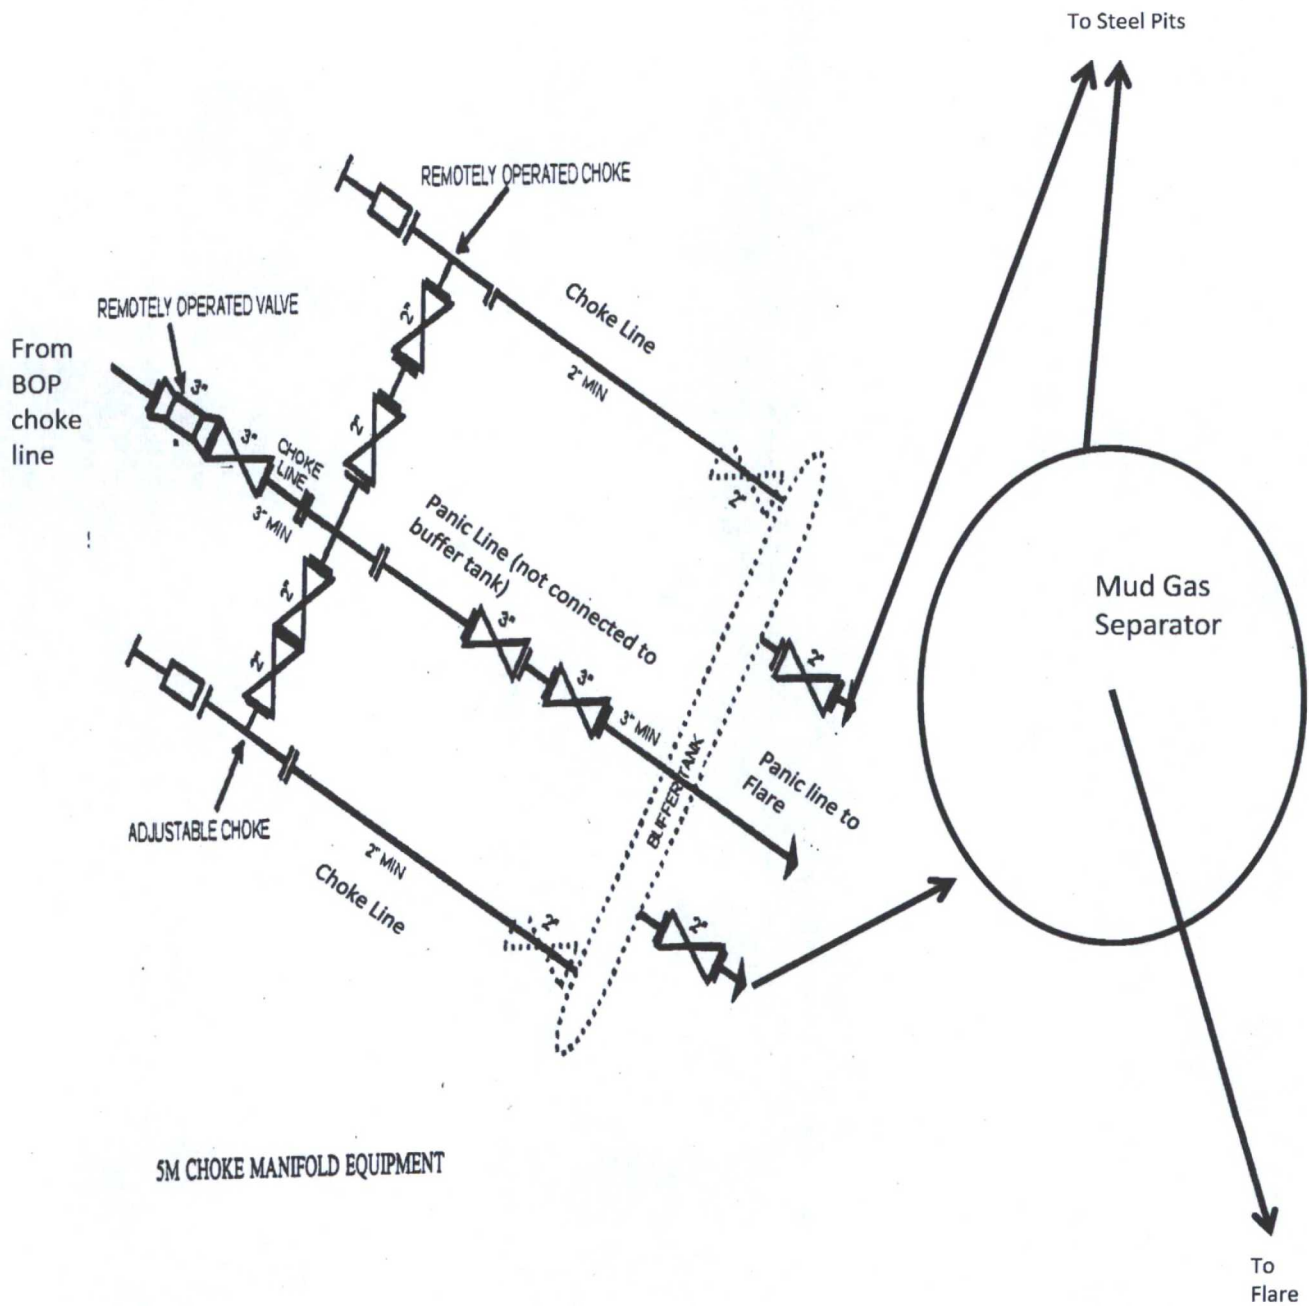 To Steel Pits
REMOTELY OPERATED CHOKE
REMOTELY OPERATED VALVE
From
BOP
choke
line
3"
3"
CHOKE
LINE
3" MIN
2"
2"
Choke Line
2" MIN
2"
Panic Line (not connected to
buffer tank)
3"
3"
3" MIN
2"
2"
ADJUSTABLE CHOKE
2" MIN
Choke Line
2"
BUFFER TANK
2"
Panic line to
Flare
2"
Mud Gas
Separator
5M CHOKE MANIFOLD EQUIPMENT
To
Flare